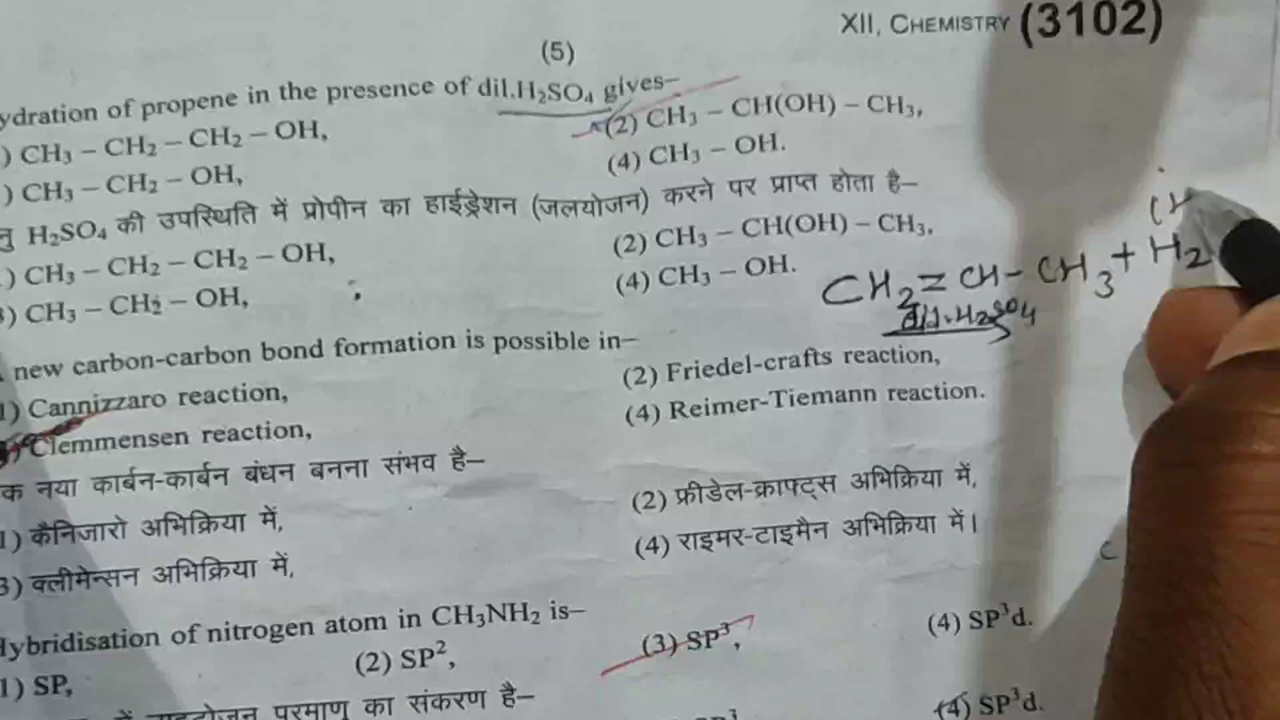 XII, CHEMISTRY (3102)
(5)
ydration of propene in the presence of dil.H₂SO₄ gives–
) CH₃ – CH₂ – CH₂ – OH, (2) CH₃ – CH(OH) – CH₃,
) CH₃ – CH₂ – OH, (4) CH₃ – OH.
नु H₂SO₄ की उपस्थिति में प्रोपीन का हाईड्रेशन (जलयोजन) करने पर प्राप्त होता है–
.) CH₃ – CH₂ – CH₂ – OH, (2) CH₃ – CH(OH) – CH₃,
3) CH₃ – CH₂ – OH, (4) CH₃ – OH.
CH₂=CH-CH₃+H₂
dil.H₂SO₄
new carbon-carbon bond formation is possible in–
1) Cannizzaro reaction, (2) Friedel-crafts reaction,
) Clemmensen reaction, (4) Reimer-Tiemann reaction.
क नया कार्बन-कार्बन बंधन बनना संभव है–
1) कैनिजारो अभिक्रिया में, (2) फ्रीडेल-क्राफ्ट्स अभिक्रिया में,
3) क्लीमेन्सन अभिक्रिया में, (4) राइमर-टाइमैन अभिक्रिया में।
Hybridisation of nitrogen atom in CH₃NH₂ is–
1) SP, (2) SP², (3) SP³, (4) SP³d.
परमाणु का संकरण है–
(4) SP³d.